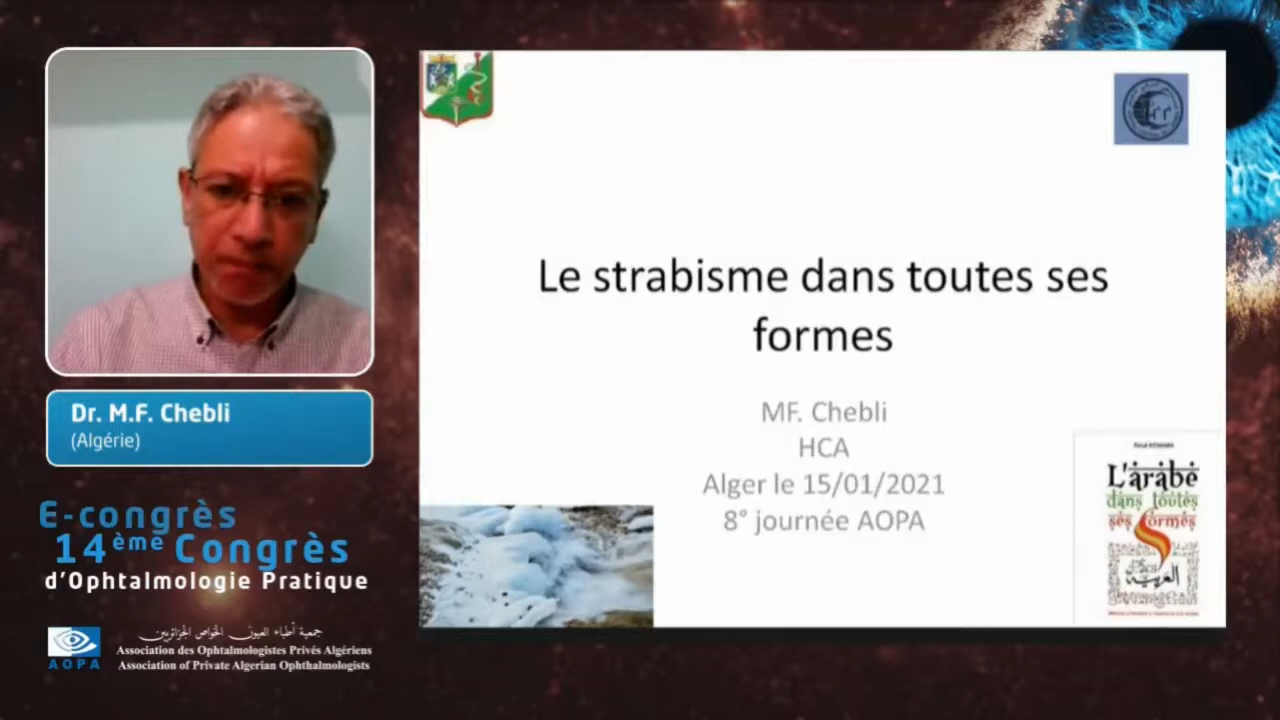 Dr. M.F. Chebli
(Algérie)
E-congrès
14ème Congrès
d'Ophtalmologie Pratique
AOPA
جمعية أطباء العيون الخواص الجزائريين
Association des Ophtalmologistes Privés Algériens
Association of Private Algerian Ophthalmologists
Le strabisme dans toutes ses
formes
MF. Chebli
HCA
Alger le 15/01/2021
8° journée AOPA
L'arabe
dans toutes
ses formes
العربية